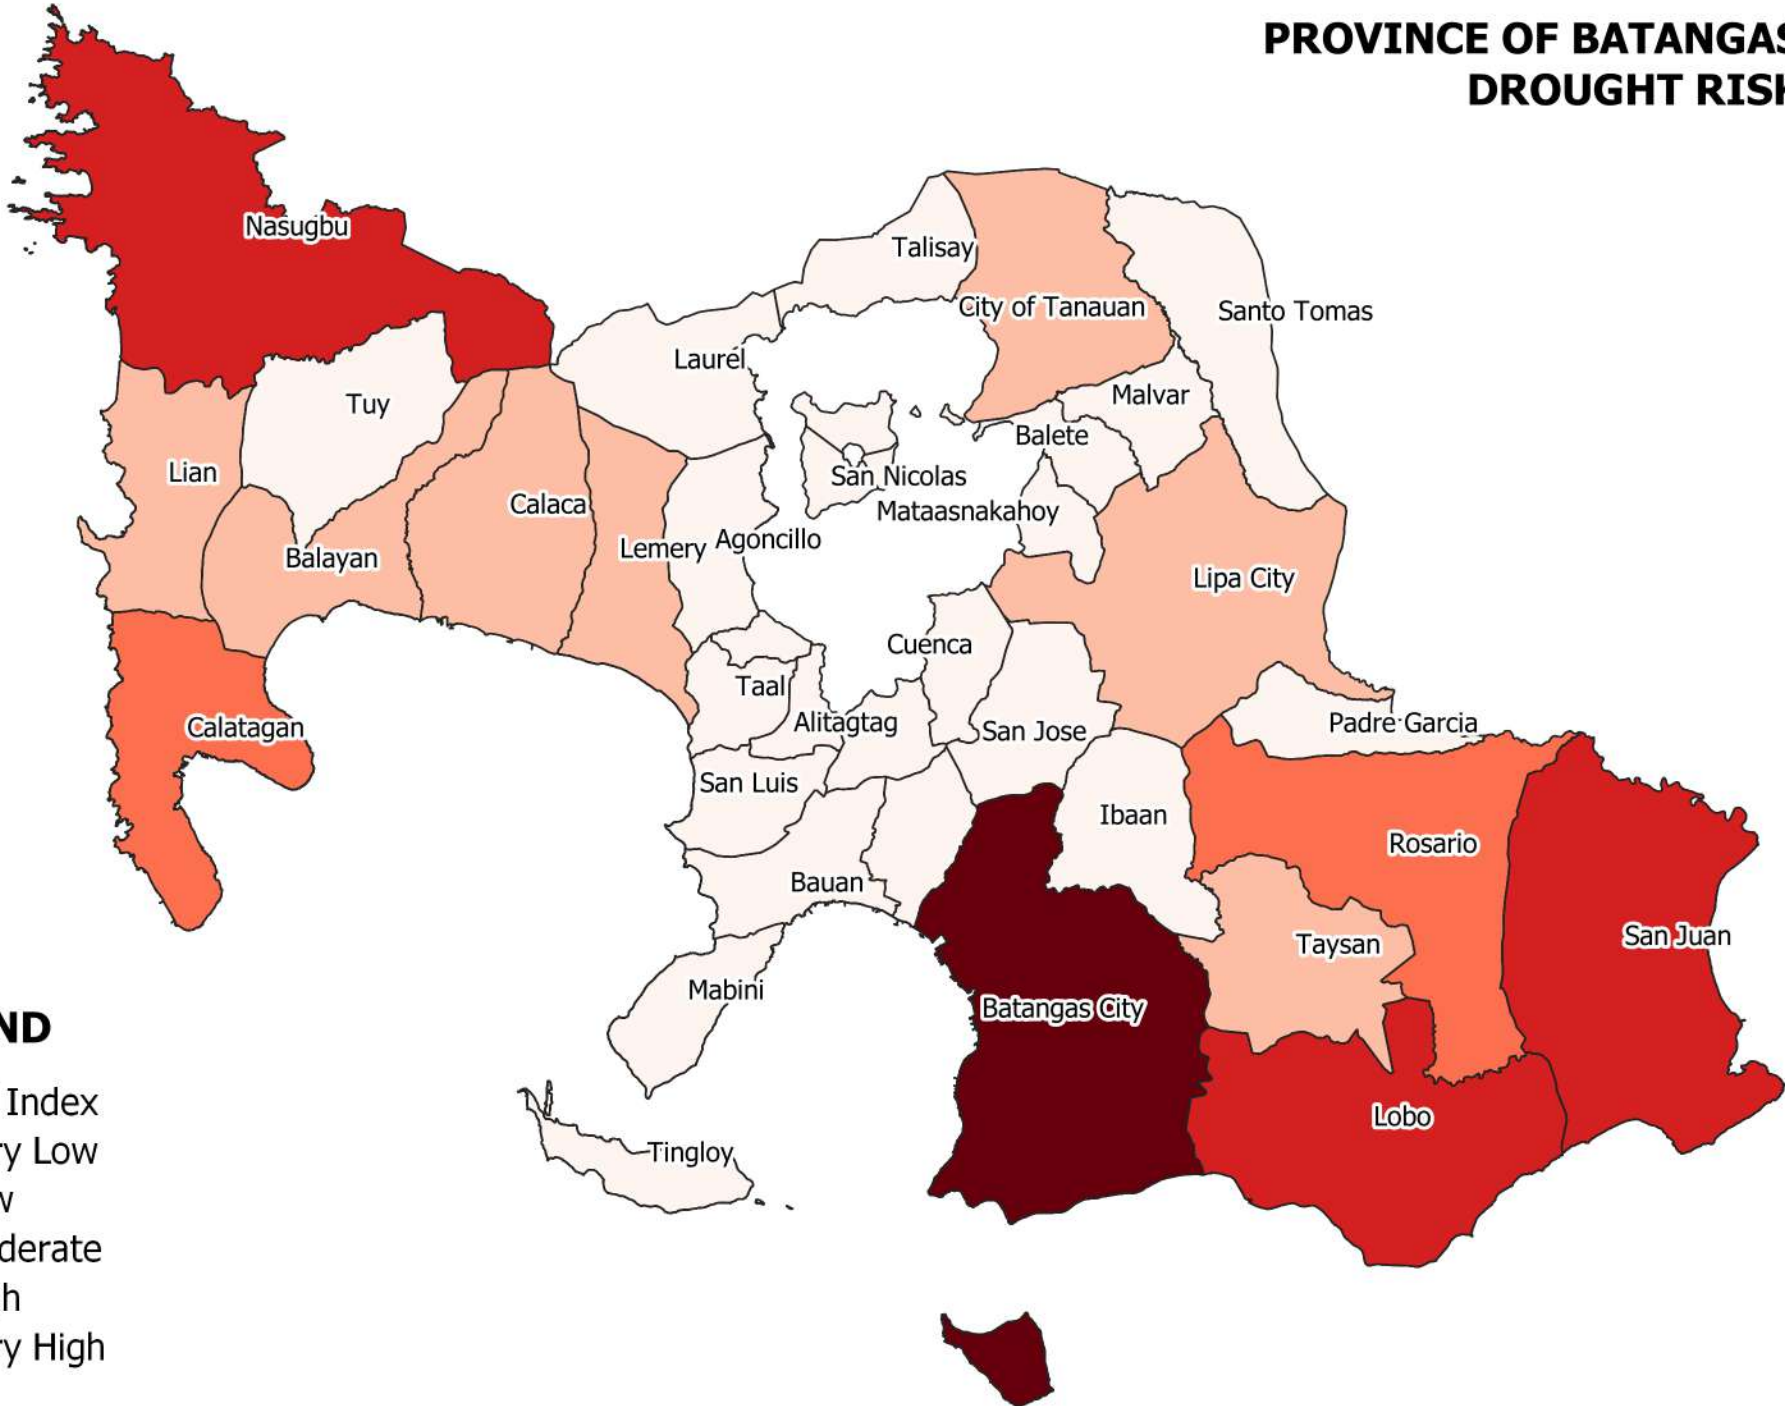 PROVINCE OF BATANGAS
DROUGHT RISK
Nasugbu
Talisay
City of Tanauan
Santo Tomas
Laurel
Tuy
Malvar
Balete
Lian
San Nicolas
Calaca
Mataasnakahoy
Agoncillo
Lemery
Balayan
Lipa City
Cuenca
Taal
Calatagan
Alitagtag
San Jose
Padre Garcia
San Luis
Ibaan
Rosario
Bauan
San Juan
Taysan
Mabini
Batangas City
Lobo
Tingloy
ND
Index
ry Low
w
derate
h
ry High